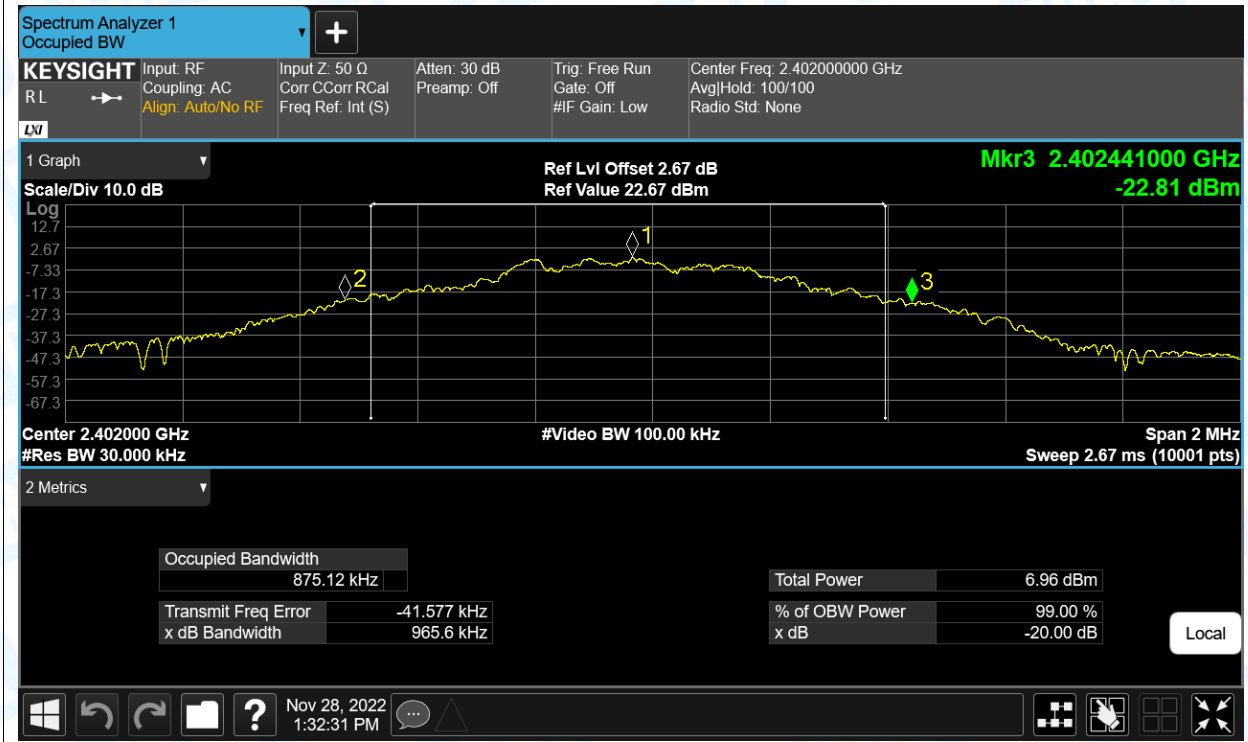 Spectrum Analyzer 1
Occupied BW
KEYSIGHT
R L
LXI
Input: RF
Coupling: AC
Align: Auto/No RF
Input Z: 50 Ω
Corr CCorr RCal
Freq Ref: Int (S)
Atten: 30 dB
Preamp: Off
Trig: Free Run
Gate: Off
#IF Gain: Low
Center Freq: 2.402000000 GHz
Avg|Hold: 100/100
Radio Std: None
1 Graph
Scale/Div 10.0 dB
Ref Lvl Offset 2.67 dB
Ref Value 22.67 dBm
Mkr3 2.402441000 GHz
-22.81 dBm
Log
12.7
2.67
-7.33
-17.3
-27.3
-37.3
-47.3
-57.3
-67.3
1
2
3
Center 2.402000 GHz
#Video BW 100.00 kHz
Span 2 MHz
#Res BW 30.000 kHz
Sweep 2.67 ms (10001 pts)
2 Metrics
Occupied Bandwidth
875.12 kHz
Total Power 6.96 dBm
Transmit Freq Error -41.577 kHz
% of OBW Power 99.00 %
x dB Bandwidth 965.6 kHz
x dB -20.00 dB
Local
?
Nov 28, 2022
1:32:31 PM